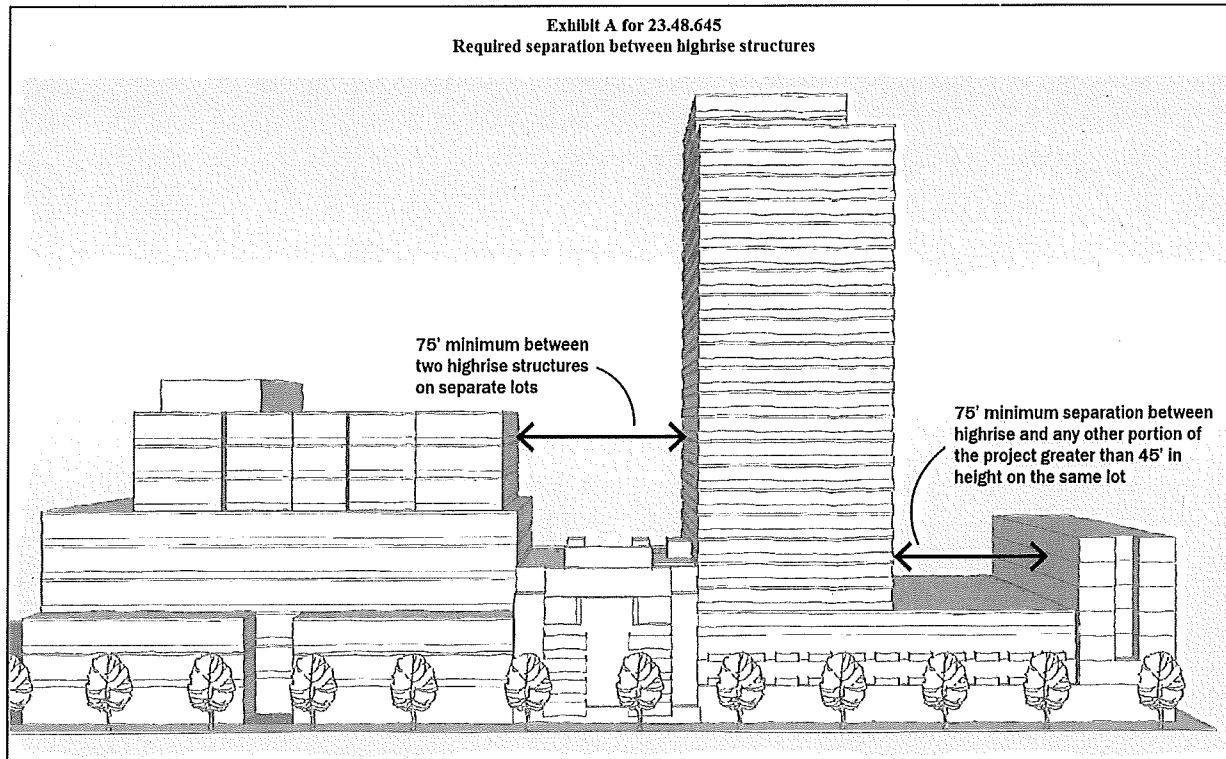 Exhibit A for 23.48.645
Required separation between highrise structures
75' minimum between
two highrise structures
on separate lots
75' minimum separation between
highrise and any other portion of
the project greater than 45' in
height on the same lot